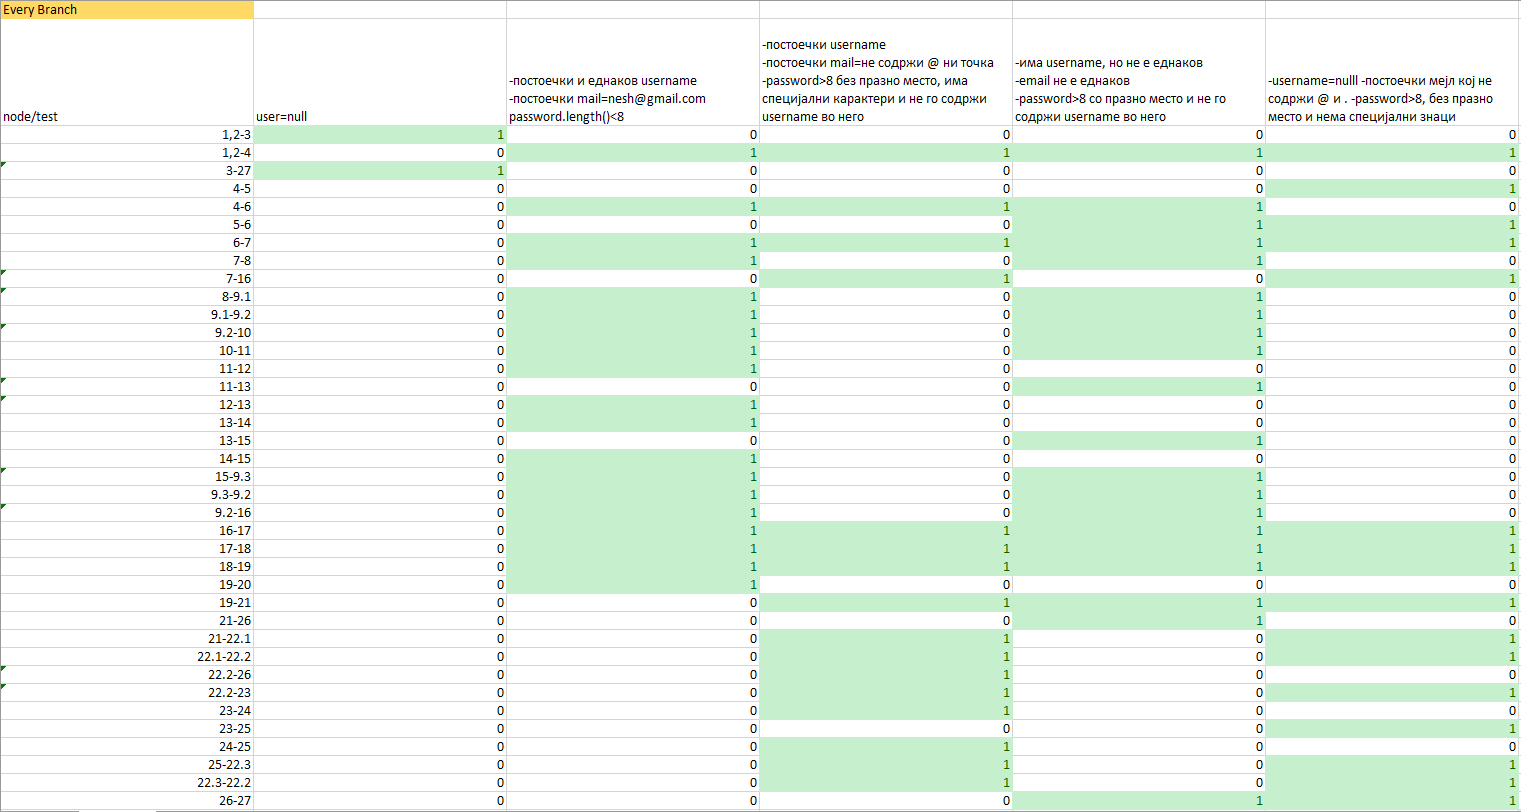 Every Branch
node/test
user=null
-постоечки и еднаков username
-постоечки mail=nesh@gmail.com
password.length()<8
-постоечки username
-постоечки mail=не содржи @ ни точка
-password>8 без празно место, има
специјални карактери и не го содржи
username во него
-има username, но не е еднаков
-email не е еднаков
-password>8 со празно место и не го
содржи username во него
-username=nulll -постоечки мејл кој не
содржи @ и . -password>8, без празно
место и нема специјални знаци
1,2-3 1 0 0 0 0
1,2-4 0 1 1 1 1
3-27 1 0 0 0 0
4-5 0 0 0 0 1
4-6 0 1 1 1 0
5-6 0 0 0 1 1
6-7 0 1 1 1 1
7-8 0 1 0 1 0
7-16 0 0 1 0 1
8-9.1 0 1 0 1 0
9.1-9.2 0 1 0 1 0
9.2-10 0 1 0 1 0
10-11 0 1 0 1 0
11-12 0 1 0 0 0
11-13 0 0 0 1 0
12-13 0 1 0 0 0
13-14 0 1 0 0 0
13-15 0 0 0 1 0
14-15 0 1 0 0 0
15-9.3 0 1 0 1 0
9.3-9.2 0 1 0 1 0
9.2-16 0 1 0 1 0
16-17 0 1 1 1 1
17-18 0 1 1 1 1
18-19 0 1 1 1 1
19-20 0 1 0 0 0
19-21 0 0 1 1 1
21-26 0 0 0 1 0
21-22.1 0 0 1 0 1
22.1-22.2 0 0 1 0 1
22.2-26 0 0 1 0 0
22.2-23 0 0 1 0 1
23-24 0 0 1 0 0
23-25 0 0 0 0 1
24-25 0 0 1 0 0
25-22.3 0 0 1 0 1
22.3-22.2 0 0 1 0 1
26-27 0 0 0 1 1